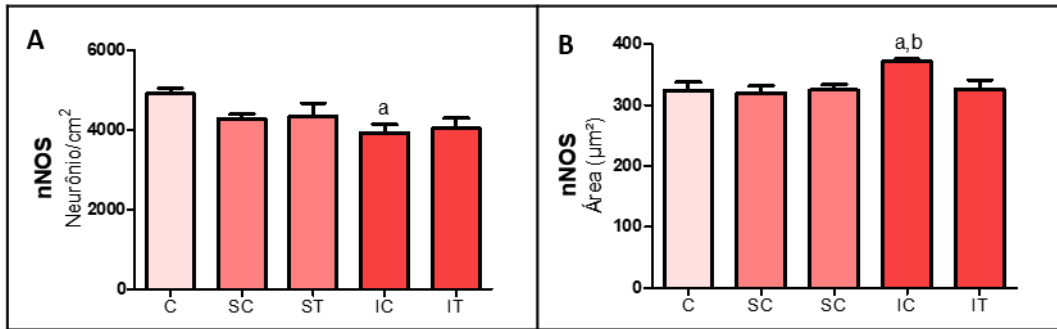 A
nNOS
Neurônio/cm²
6000
4000
2000
0
a
C SC ST IC IT
B
nNOS
Área (µm²)
400
300
200
100
0
a,b
C SC SC IC IT